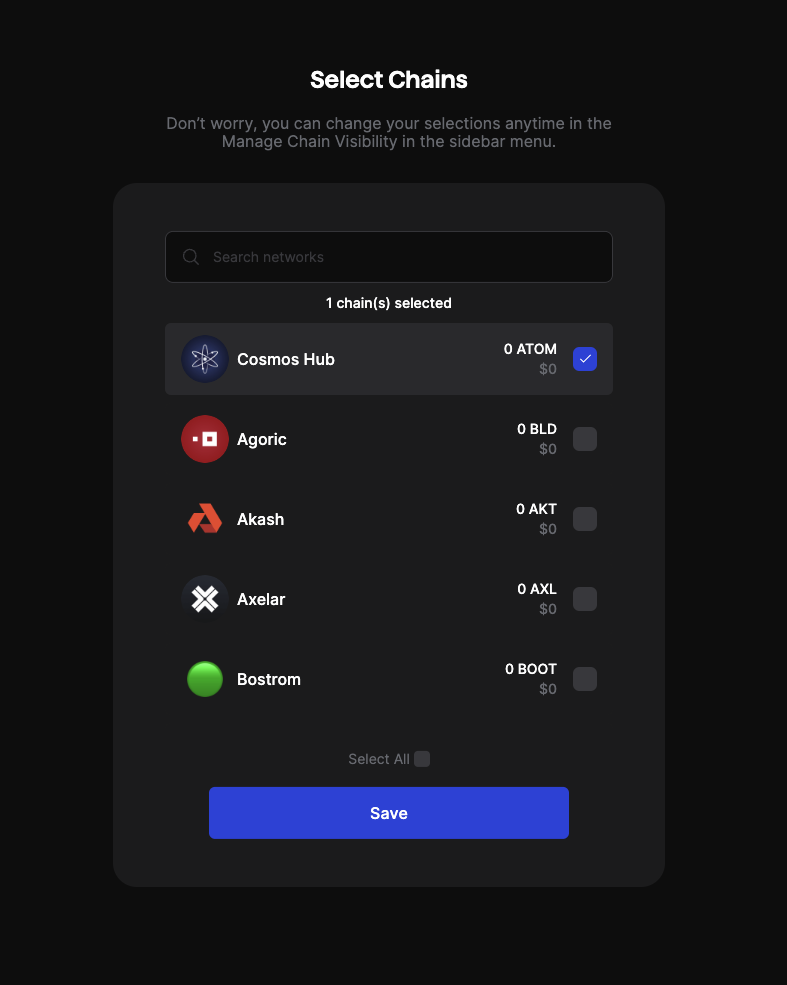 Select Chains
Don’t worry, you can change your selections anytime in the
Manage Chain Visibility in the sidebar menu.
Search networks
1 chain(s) selected
Cosmos Hub
0 ATOM
$0
Agoric
0 BLD
$0
Akash
0 AKT
$0
Axelar
0 AXL
$0
Bostrom
0 BOOT
$0
Select All
Save